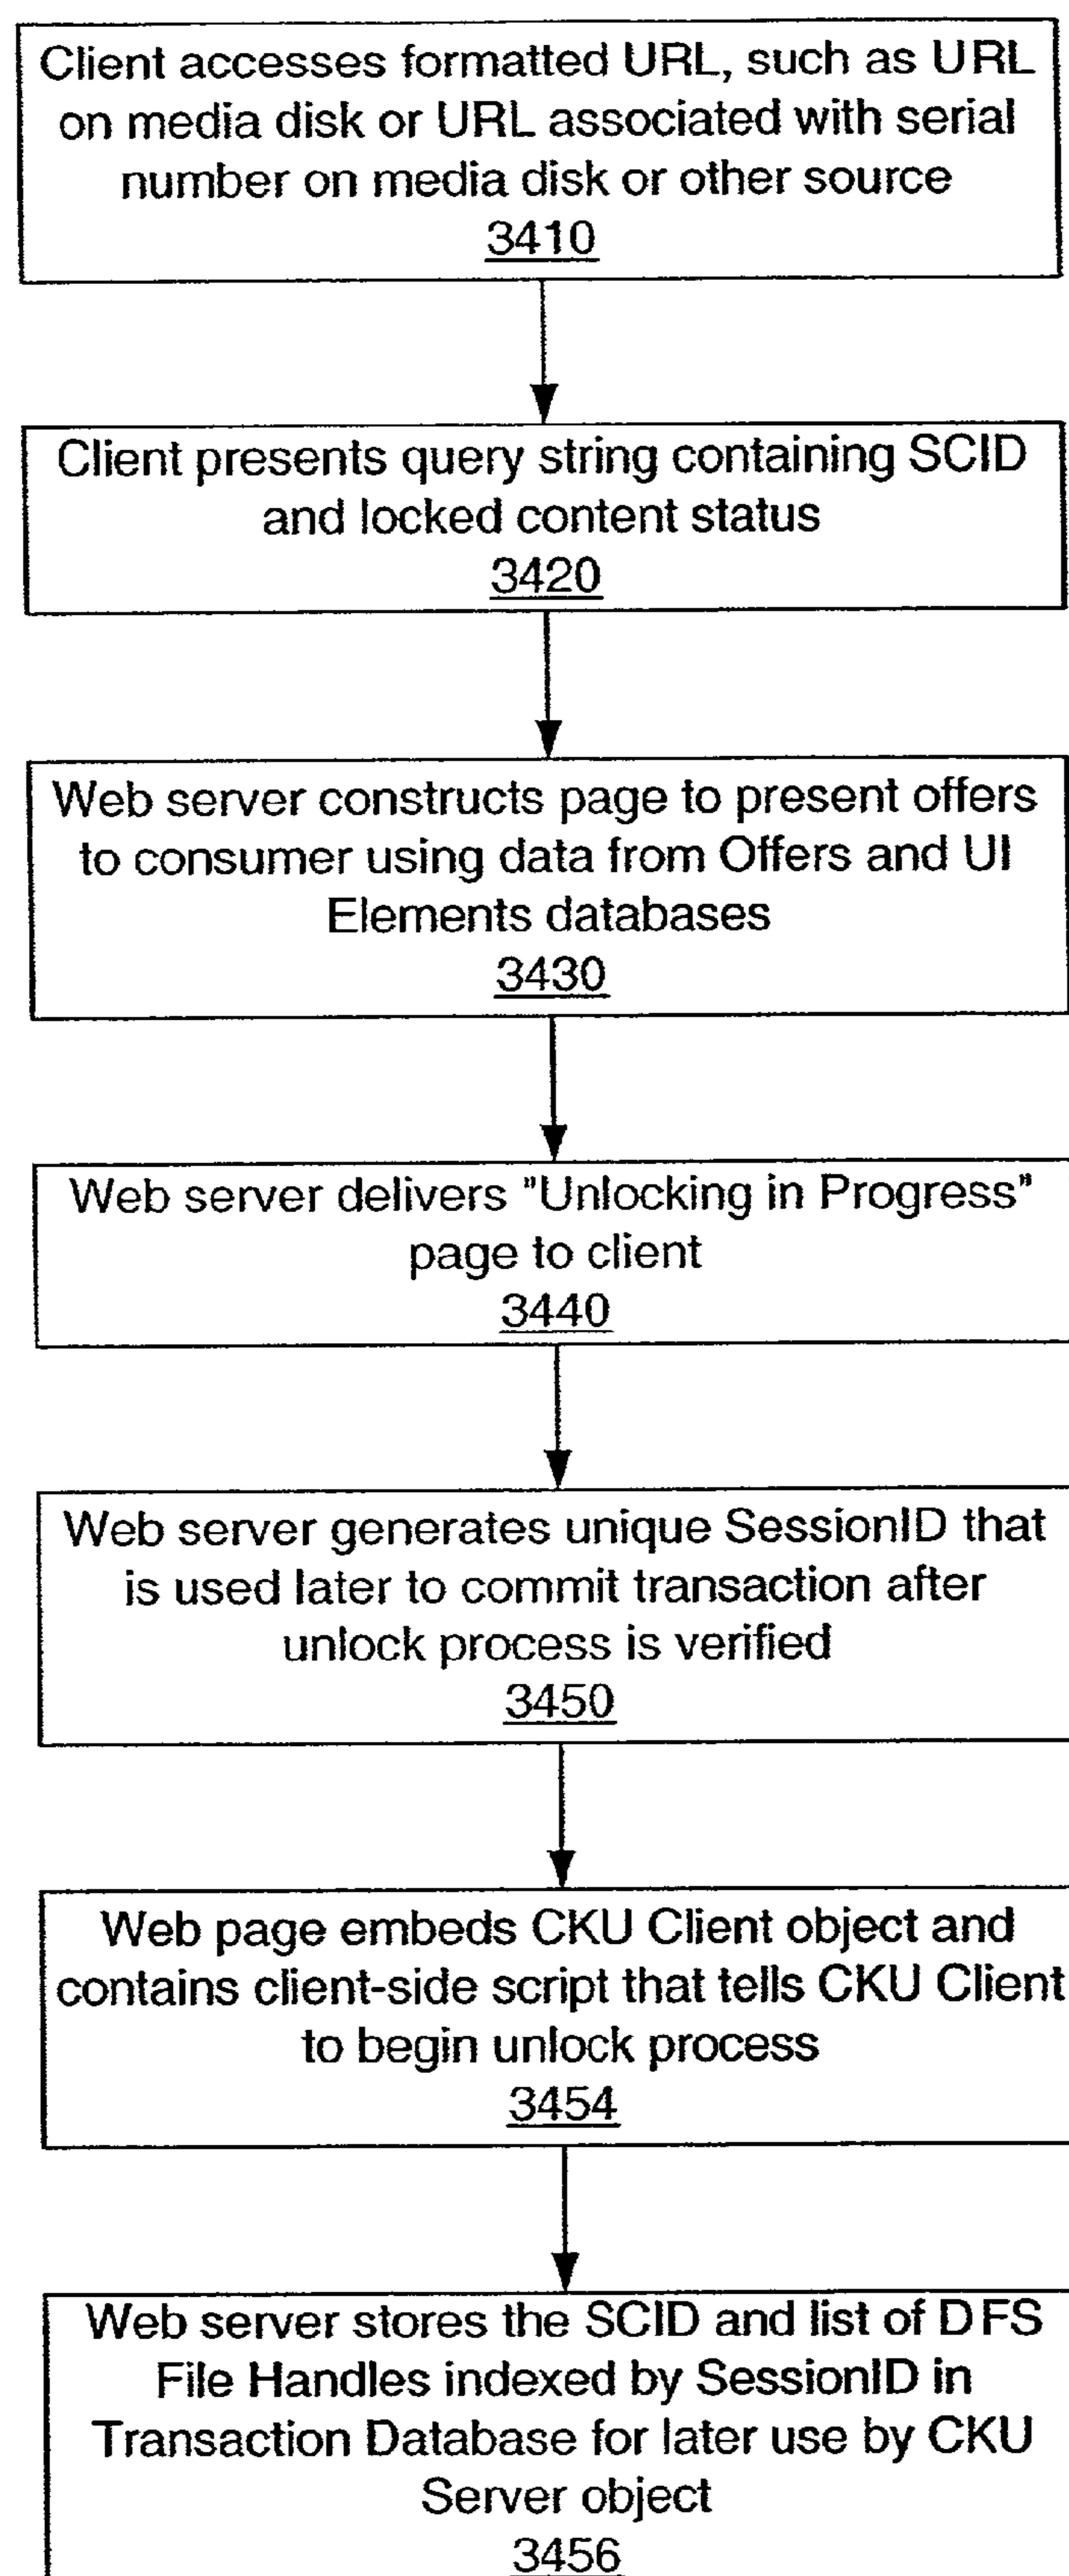 Client accesses formatted URL, such as URL
on media disk or URL associated with serial
number on media disk or other source
3410
Client presents query string containing SCID
and locked content status
3420
Web server constructs page to present offers
to consumer using data from Offers and UI
Elements databases
3430
Web server delivers "Unlocking in Progress"
page to client
3440
Web server generates unique SessionID that
is used later to commit transaction after
unlock process is verified
3450
Web page embeds CKU Client object and
contains client-side script that tells CKU Client
to begin unlock process
3454
Web server stores the SCID and list of DFS
File Handles indexed by SessionID in
Transaction Database for later use by CKU
Server object
3456